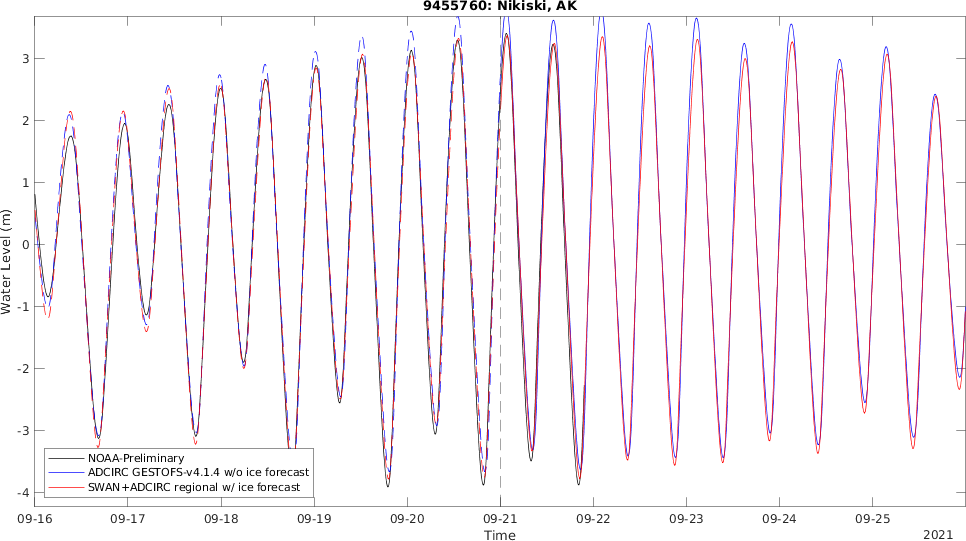 9455760: Nikiski, AK
Water Level (m)
3
2
1
0
-1
-2
-3
-4
NOAA-Preliminary
ADCIRC GESTOFS-v4.1.4 w/o ice forecast
SWAN+ADCIRC regional w/ ice forecast
09-16 09-17 09-18 09-19 09-20 09-21 09-22 09-23 09-24 09-25
Time
2021